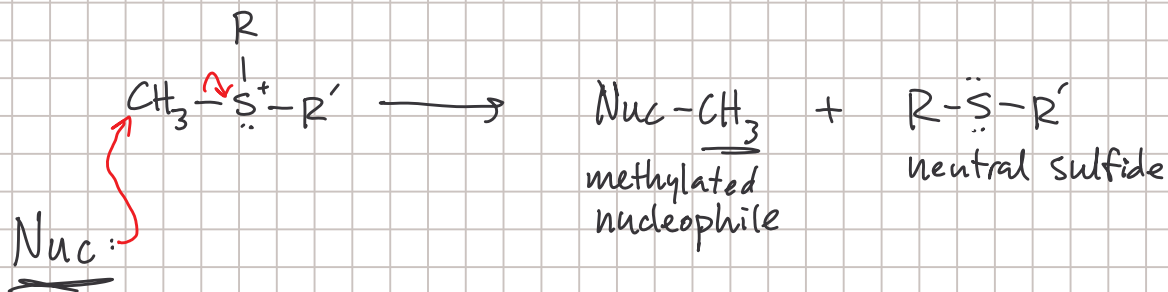 R
CH₃—S⁺—R′ ⟶ Nuc—CH₃ + R—S—R′
methylated
nucleophile
neutral sulfide
Nuc: